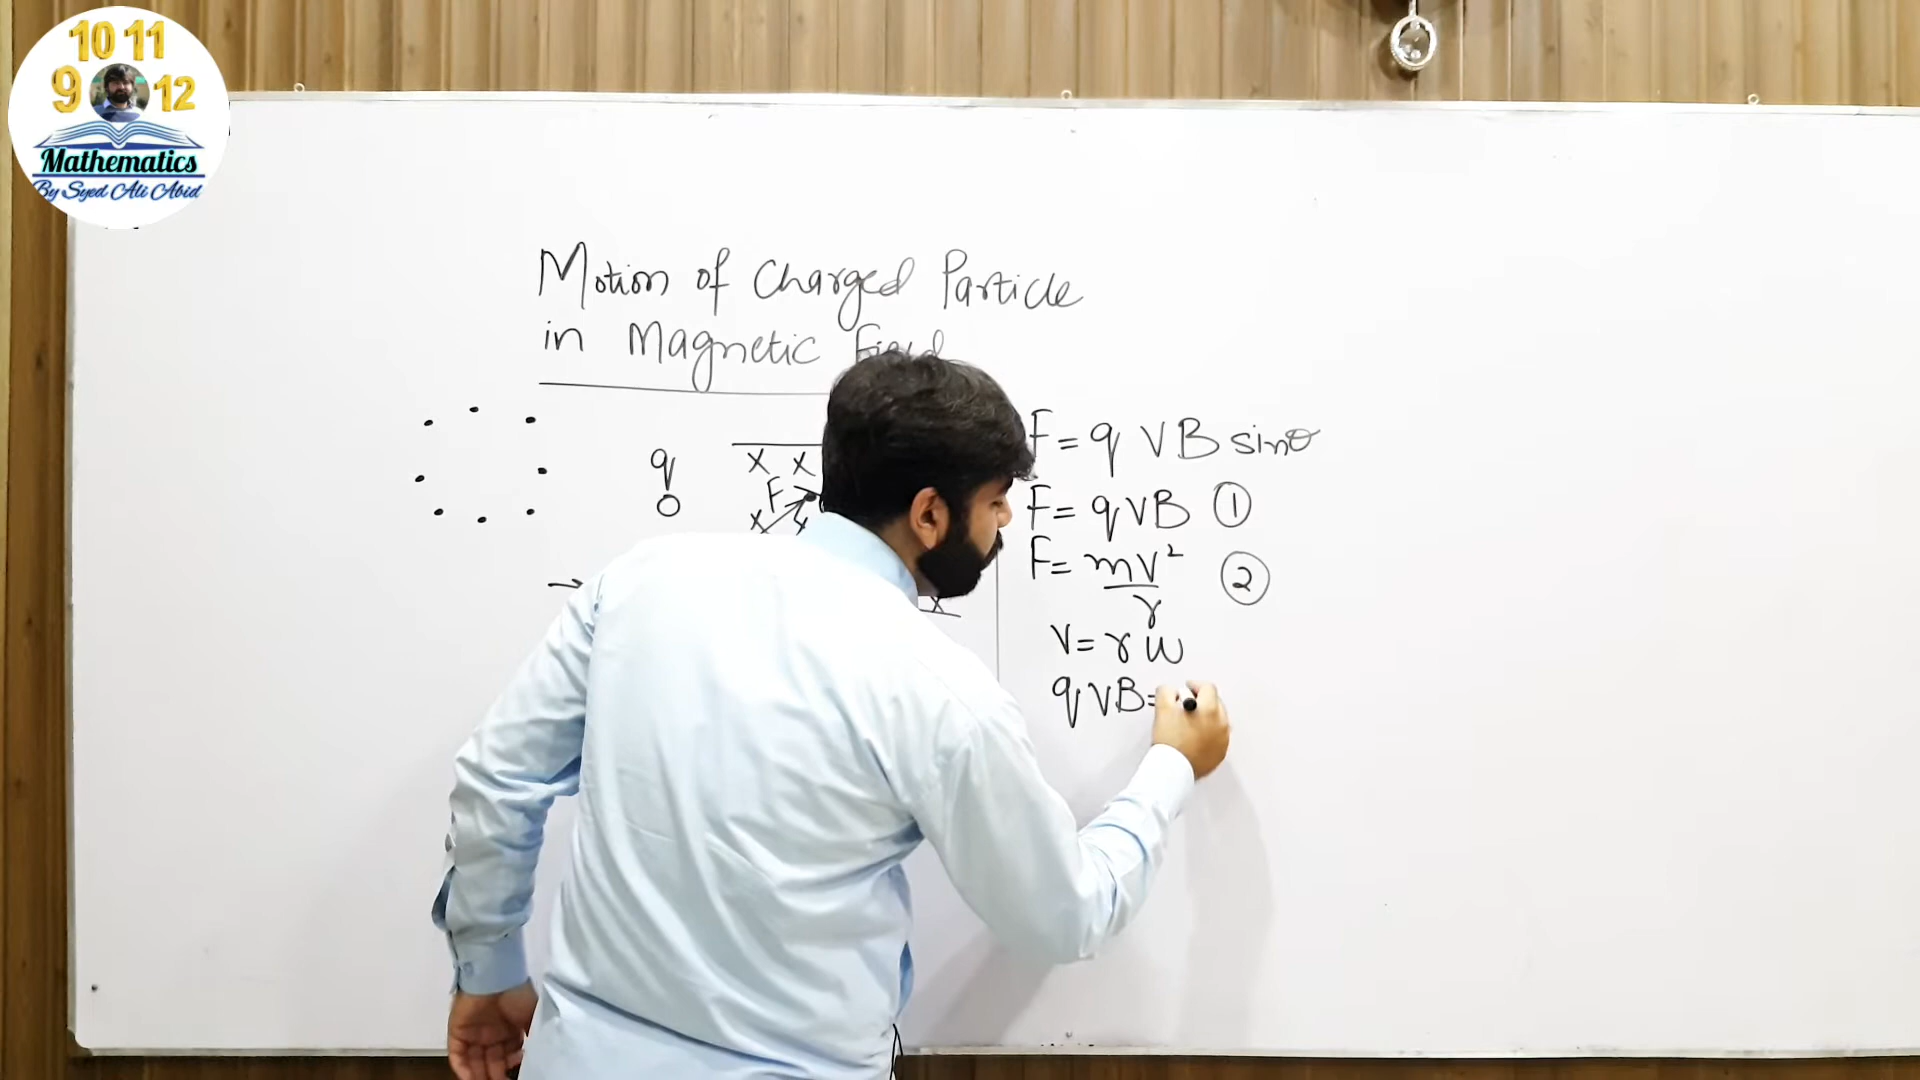 10 11
9 12
Mathematics
By Syed Ali Abid
Motion of Charged Particle
in Magnetic Field
q
x x
F
x x
x
F = q V B sinθ
F = q V B ①
F = mV²/r ②
V = r ω
q V B =